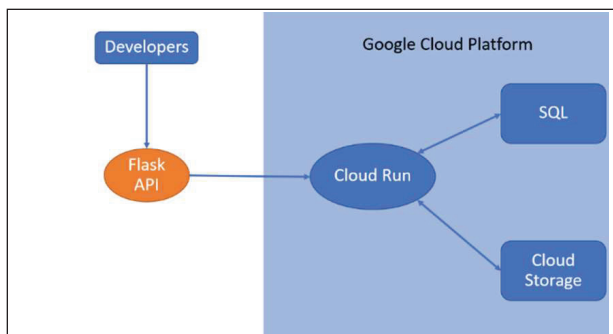 Developers
Google Cloud Platform
SQL
Flask
API
Cloud Run
Cloud
Storage